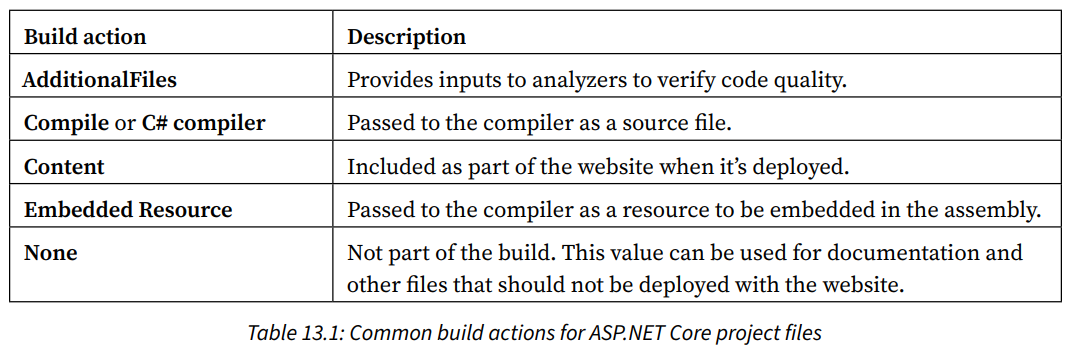 Build action Description
AdditionalFiles Provides inputs to analyzers to verify code quality.
Compile or C# compiler Passed to the compiler as a source file.
Content Included as part of the website when it’s deployed.
Embedded Resource Passed to the compiler as a resource to be embedded in the assembly.
None Not part of the build. This value can be used for documentation and
other files that should not be deployed with the website.
Table 13.1: Common build actions for ASP.NET Core project files